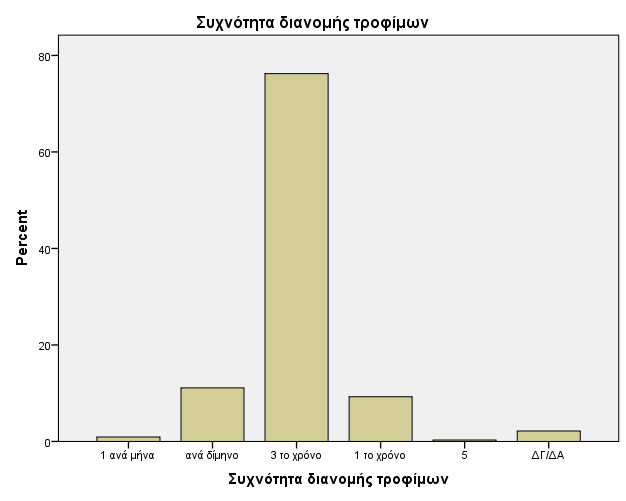 Συχνότητα διανομής τροφίμων
Percent
80
60
40
20
0
1 ανά μήνα
ανά δίμηνο
3 το χρόνο
1 το χρόνο
5
ΔΓ/ΔΑ
Συχνότητα διανομής τροφίμων